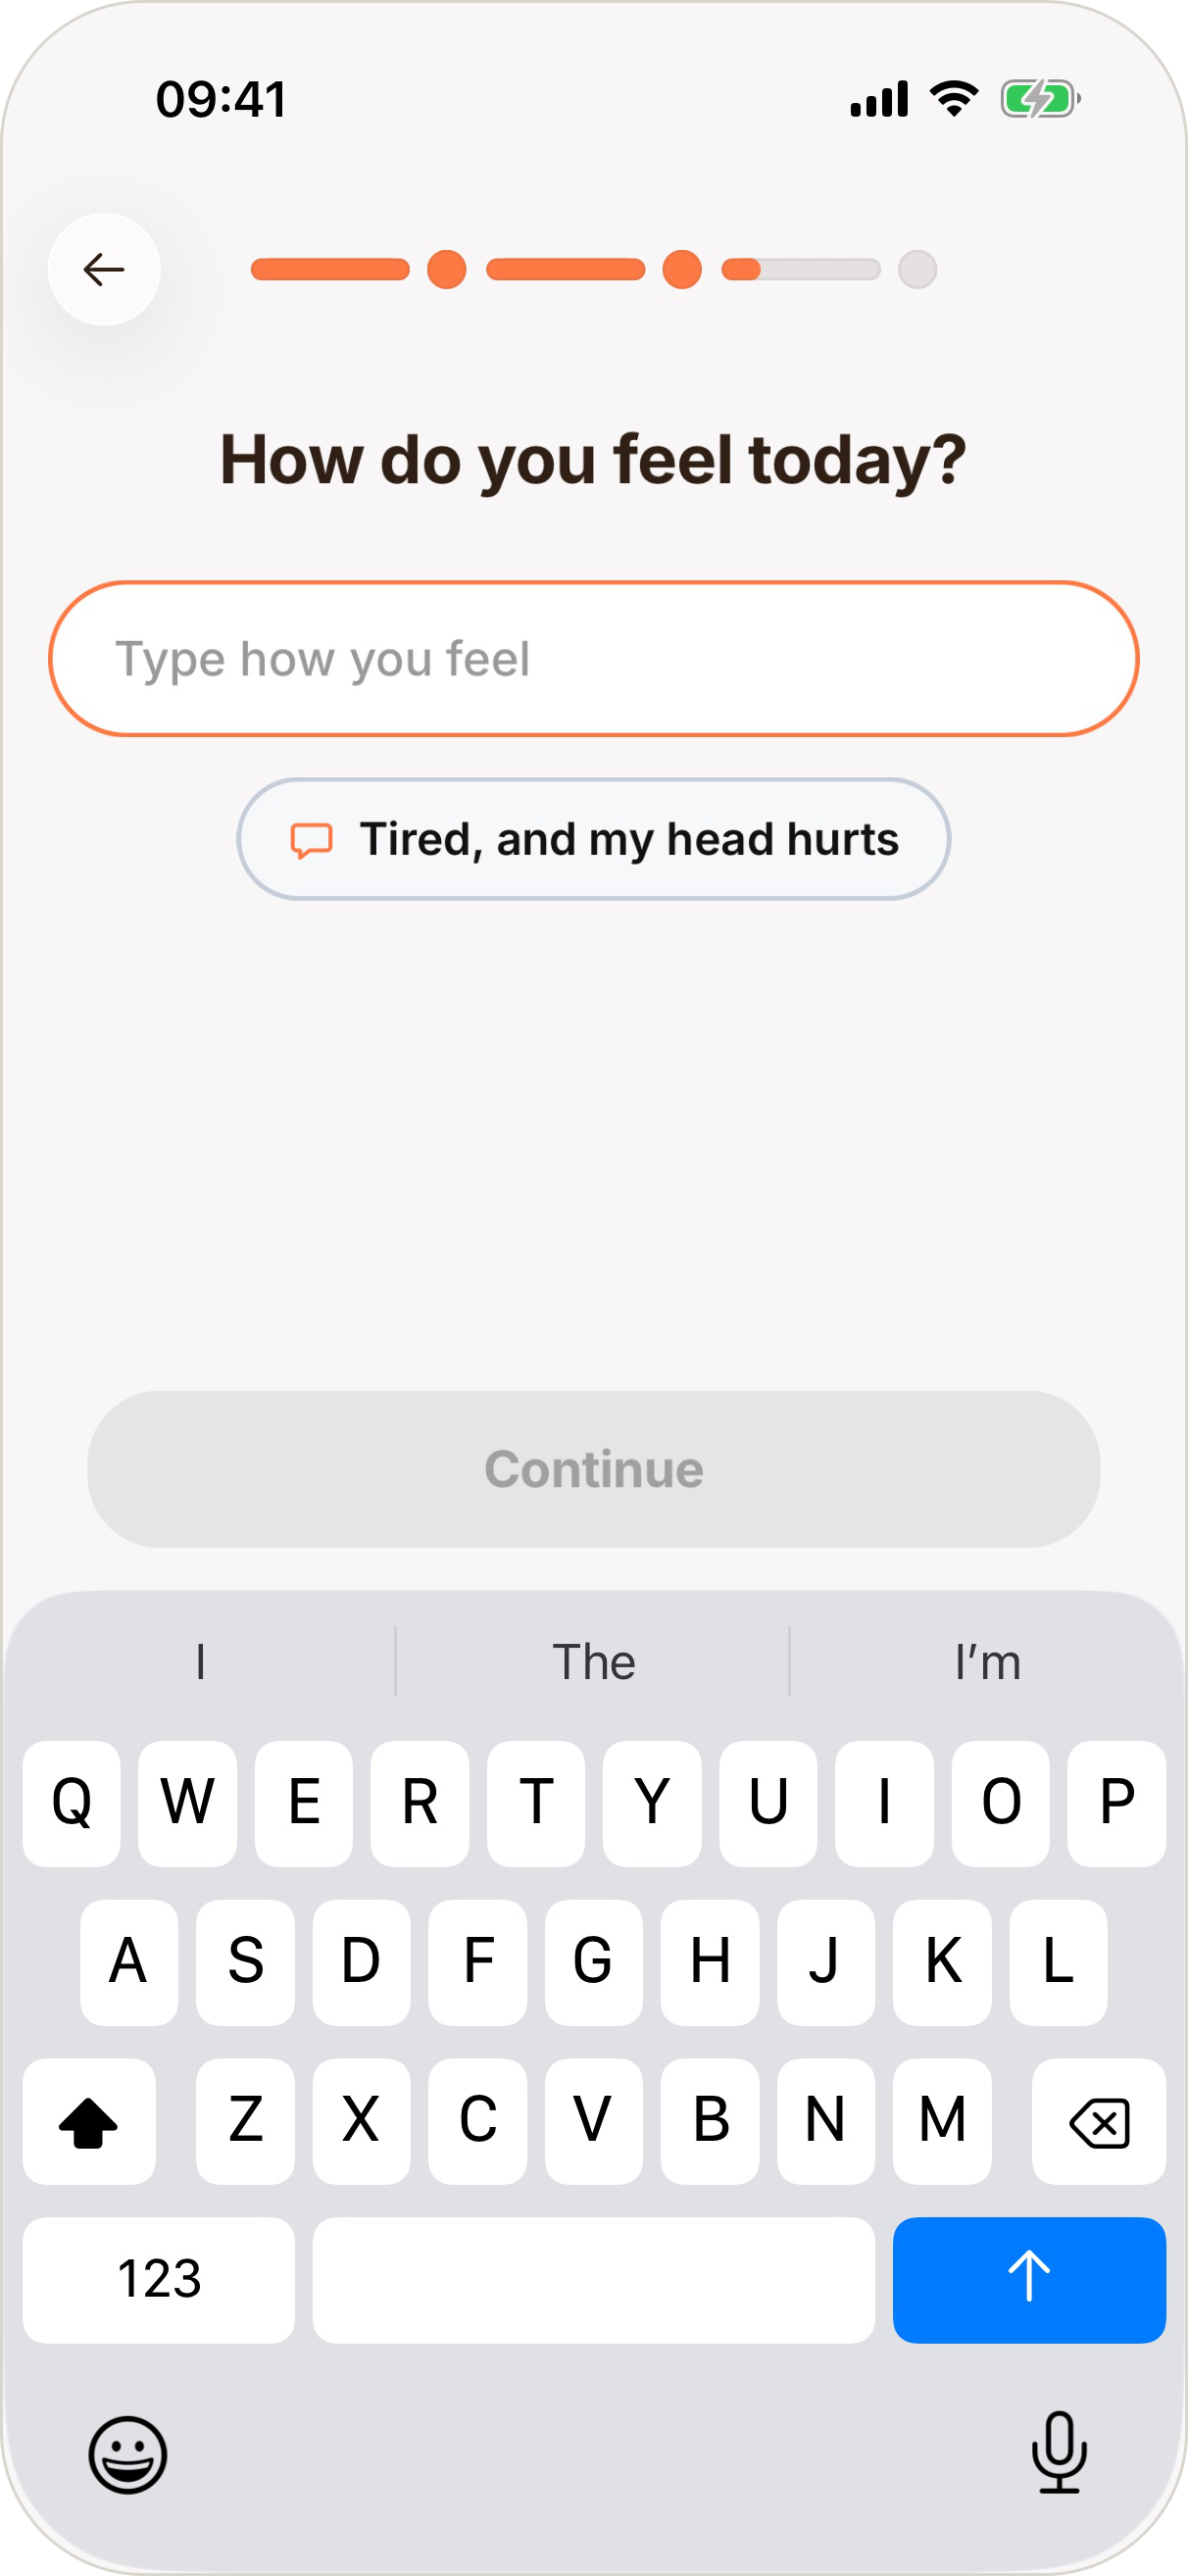 09:41
How do you feel today?
Type how you feel
Tired, and my head hurts
Continue
I The I’m
Q W E R T Y U I O P
A S D F G H J K L
Z X C V B N M
123